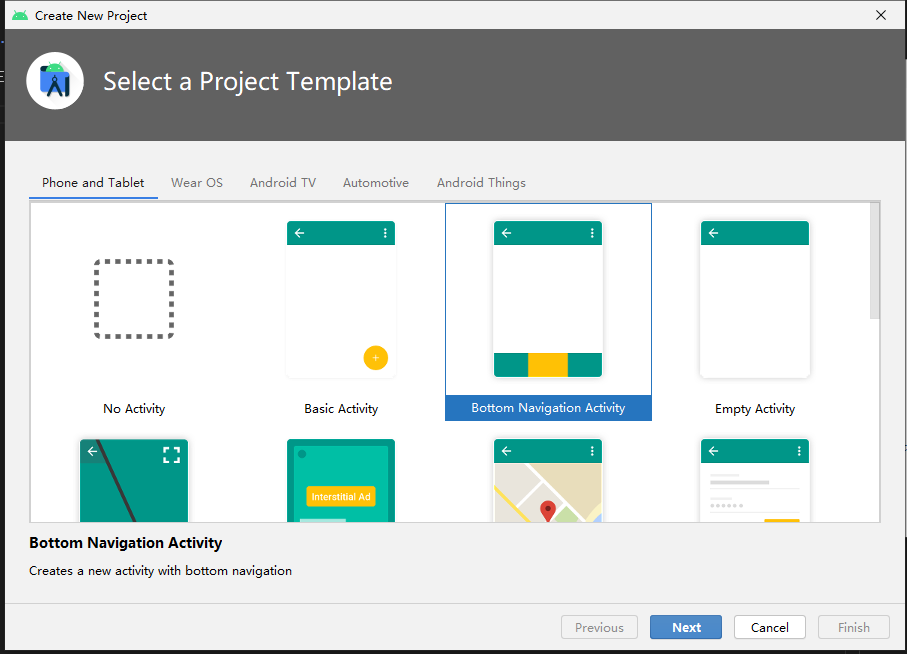 Create New Project
Select a Project Template
Phone and Tablet
Wear OS
Android TV
Automotive
Android Things
No Activity
Basic Activity
Bottom Navigation Activity
Empty Activity
Interstitial Ad
Bottom Navigation Activity
Creates a new activity with bottom navigation
Previous
Next
Cancel
Finish